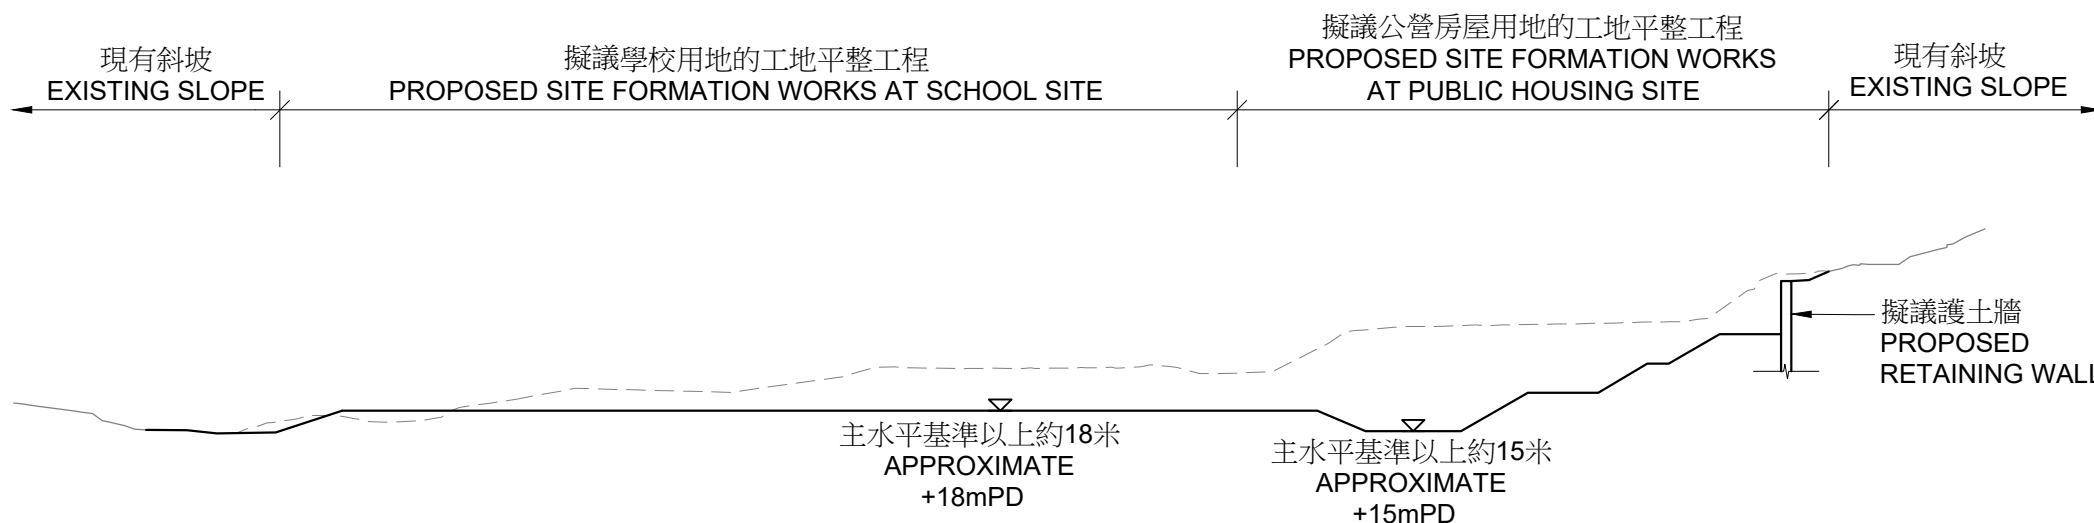 現有斜坡
EXISTING SLOPE
擬議學校用地的工地平整工程
PROPOSED SITE FORMATION WORKS AT SCHOOL SITE
擬議公營房屋用地的工地平整工程
PROPOSED SITE FORMATION WORKS
AT PUBLIC HOUSING SITE
現有斜坡
EXISTING SLOPE
擬議護土牆
PROPOSED
RETAINING WALL
主水平基準以上約18米
APPROXIMATE
+18mPD
主水平基準以上約15米
APPROXIMATE
+15mPD